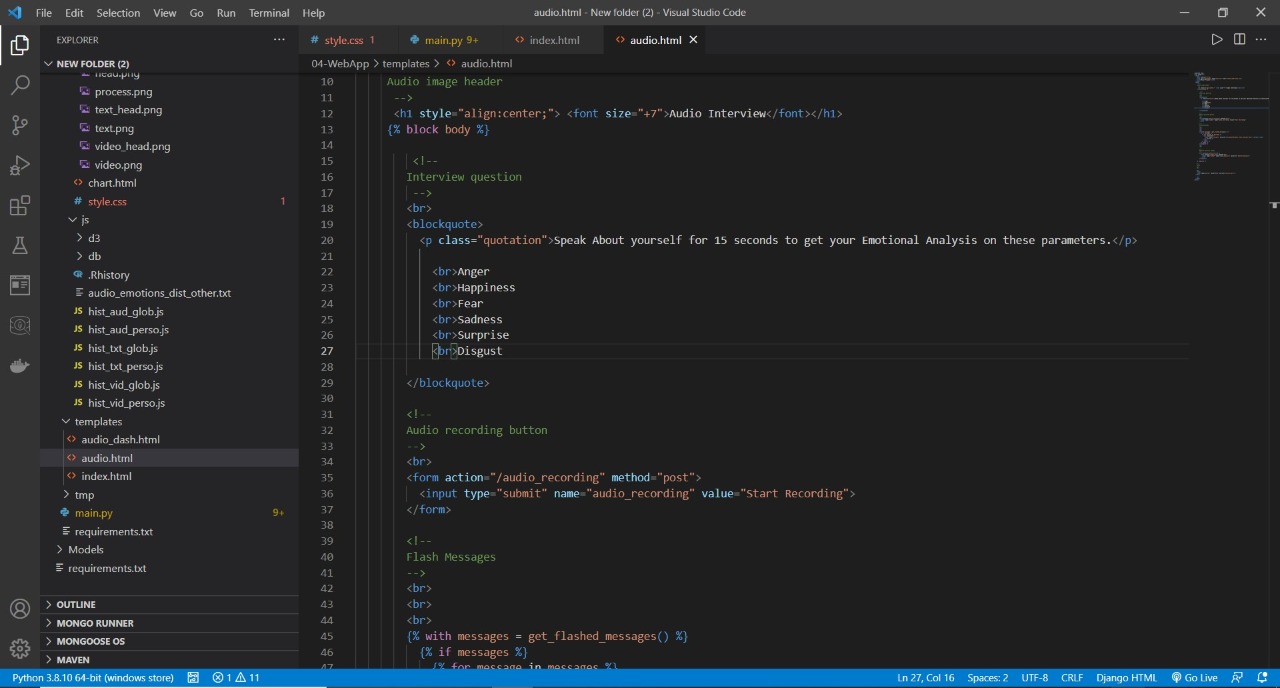 File Edit Selection View Go Run Terminal Help
audio.html - New folder (2) - Visual Studio Code
EXPLORER
style.css 1
main.py 9+
index.html
audio.html
NEW FOLDER (2)
04-WebApp > templates > audio.html
head.png
process.png
text_head.png
text.png
video_head.png
video.png
chart.html
style.css 1
js
d3
db
.Rhistory
audio_emotions_dist_other.txt
hist_aud_glob.js
hist_aud_perso.js
hist_txt_glob.js
hist_txt_perso.js
hist_vid_glob.js
hist_vid_perso.js
templates
audio_dash.html
audio.html
index.html
tmp
main.py 9+
requirements.txt
Models
requirements.txt
OUTLINE
MONGO RUNNER
MONGOOSE OS
MAVEN
10 Audio image header
11 -->
12 <h1 style="align:center;"> <font size="+7">Audio Interview</font></h1>
13 {% block body %}
14
15 <!--
16 Interview question
17 -->
18 <br>
19 <blockquote>
20 <p class="quotation">Speak About yourself for 15 seconds to get your Emotional Analysis on these parameters.</p>
21
22 <br>Anger
23 <br>Happiness
24 <br>Fear
25 <br>Sadness
26 <br>Surprise
27 <br>Disgust
28
29 </blockquote>
30
31 <!--
32 Audio recording button
33 -->
34 <br>
35 <form action="/audio_recording" method="post">
36 <input type="submit" name="audio_recording" value="Start Recording">
37 </form>
38
39 <!--
40 Flash Messages
41 -->
42 <br>
43 <br>
44 <br>
45 {% with messages = get_flashed_messages() %}
46 {% if messages %}
47 {% for message in messages %}
Python 3.8.10 64-bit (windows store) 1 11
Ln 27, Col 16 Spaces: 2 UTF-8 CRLF Django HTML Go Live